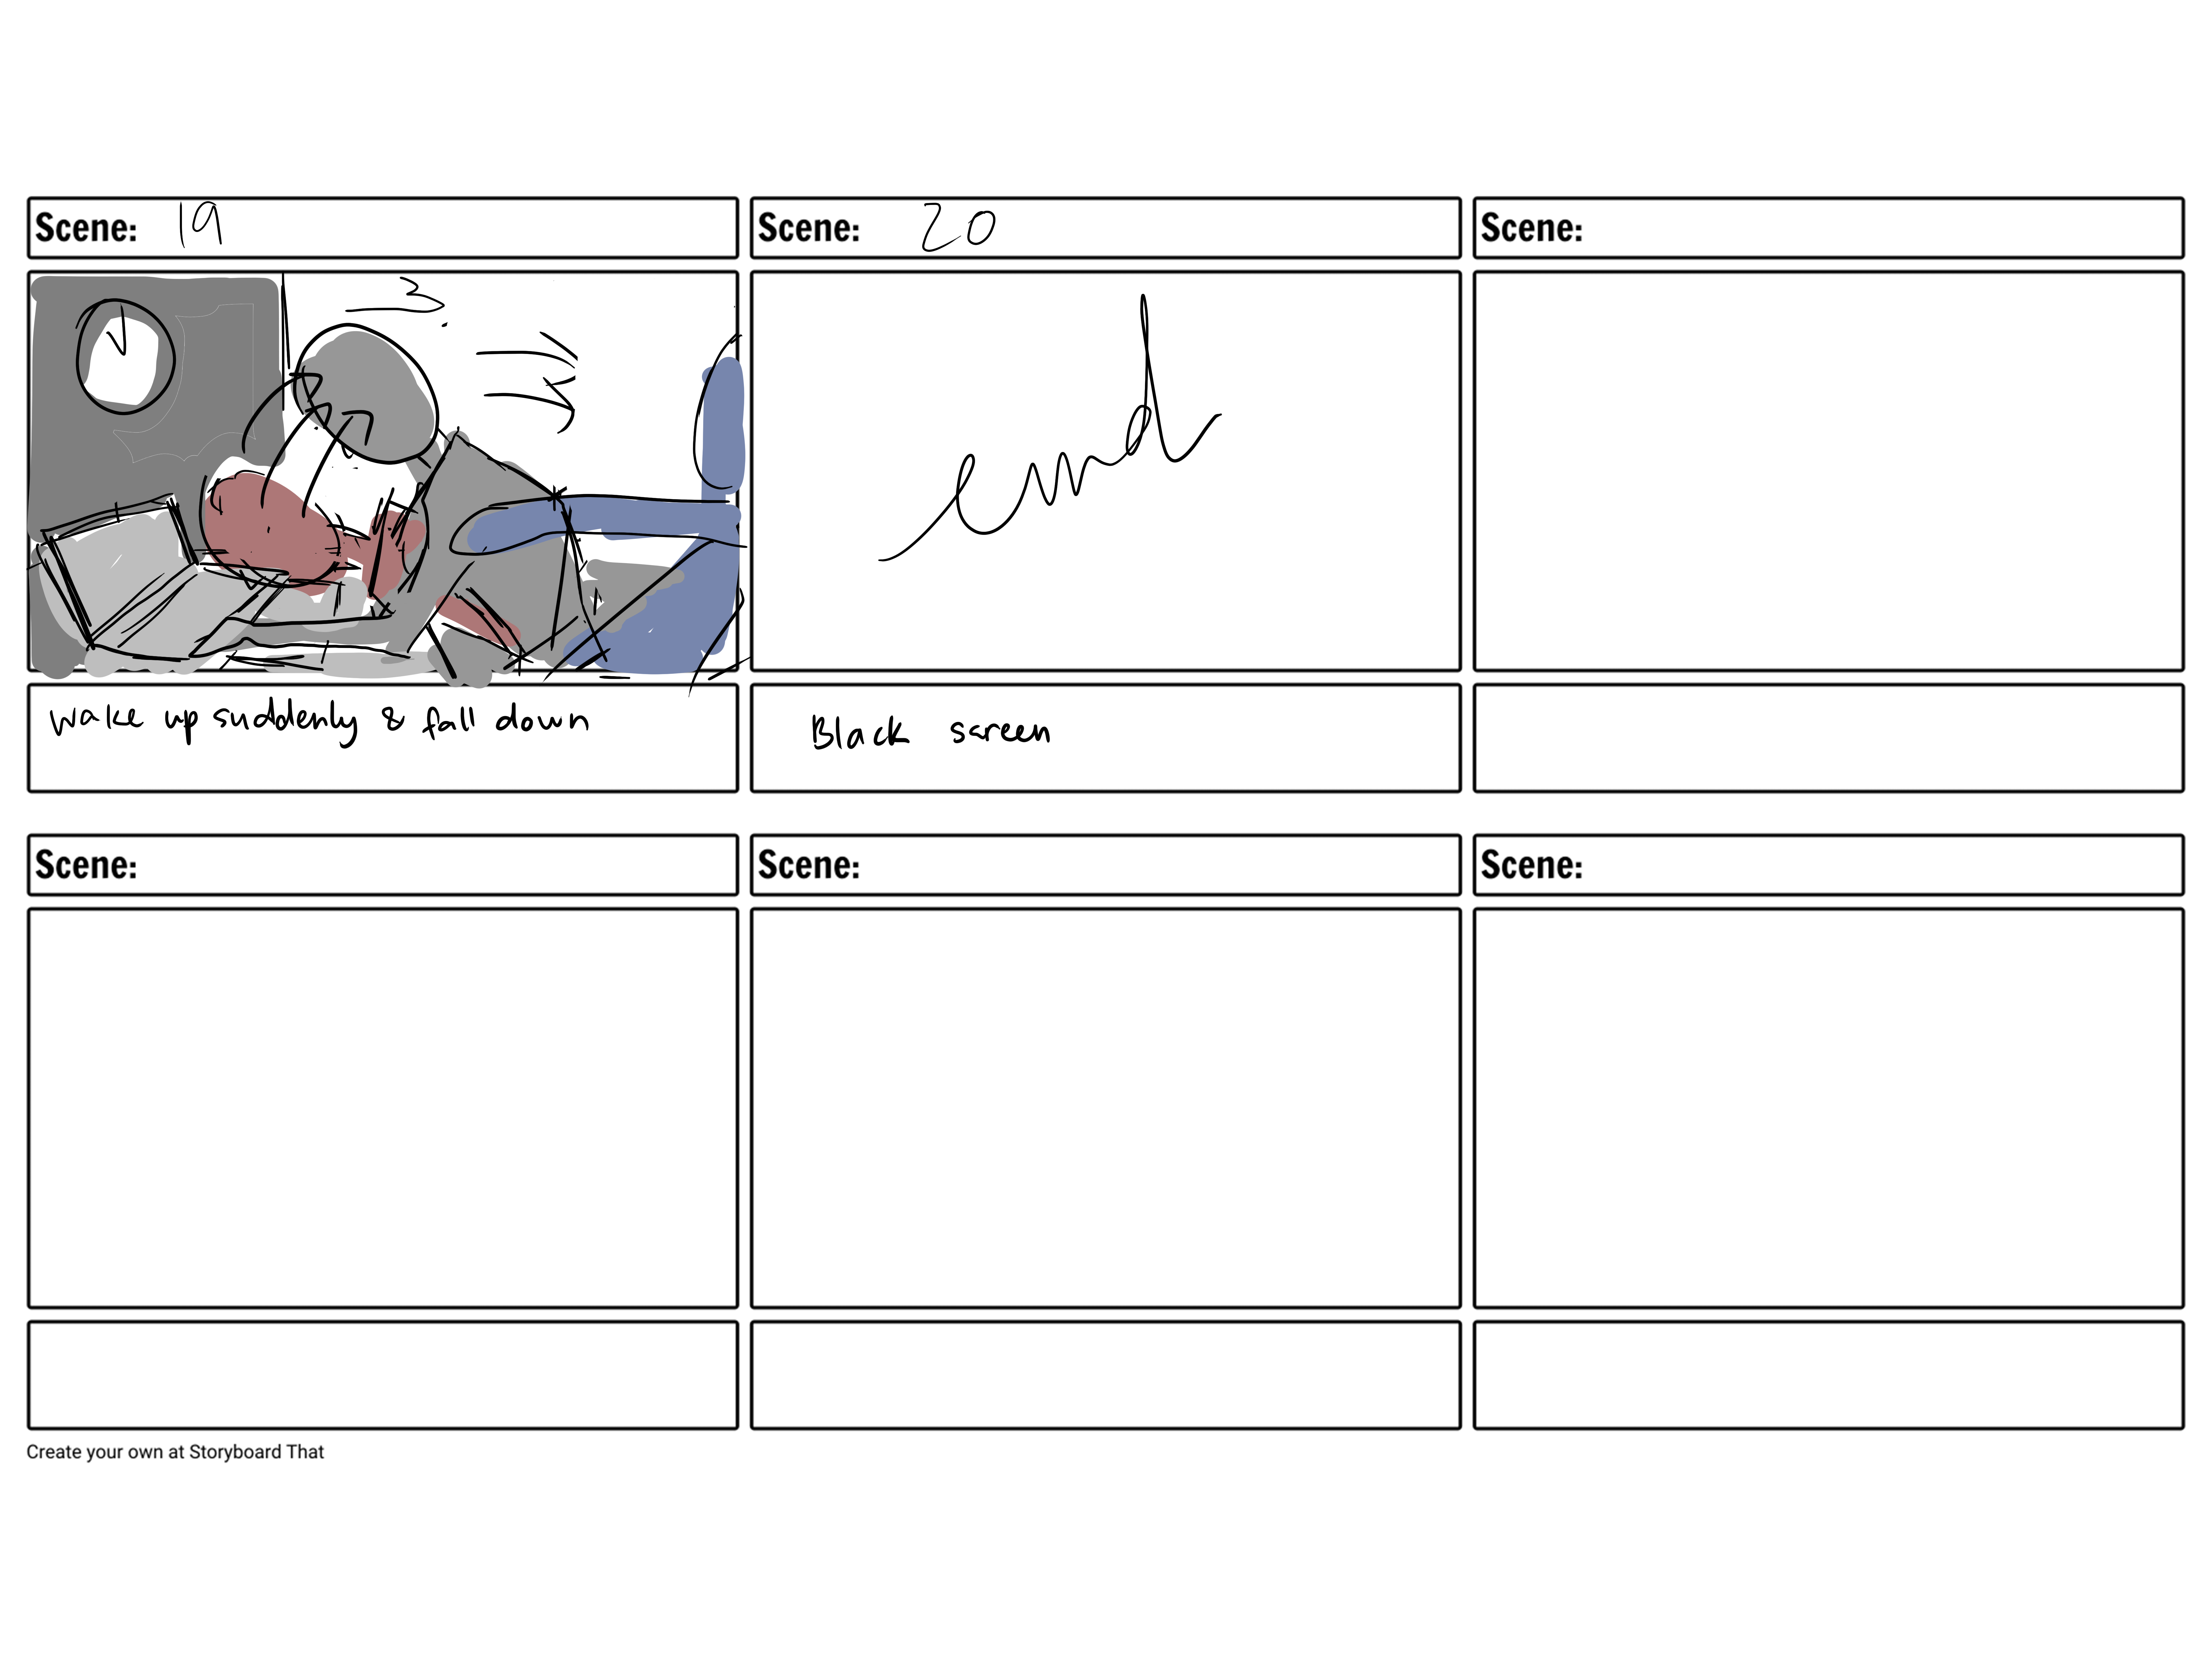 Scene: 19
Scene: 20
Scene:
end
wake up suddenly & fall down
Black sareen
Scene:
Scene:
Scene:
Create your own at Storyboard That